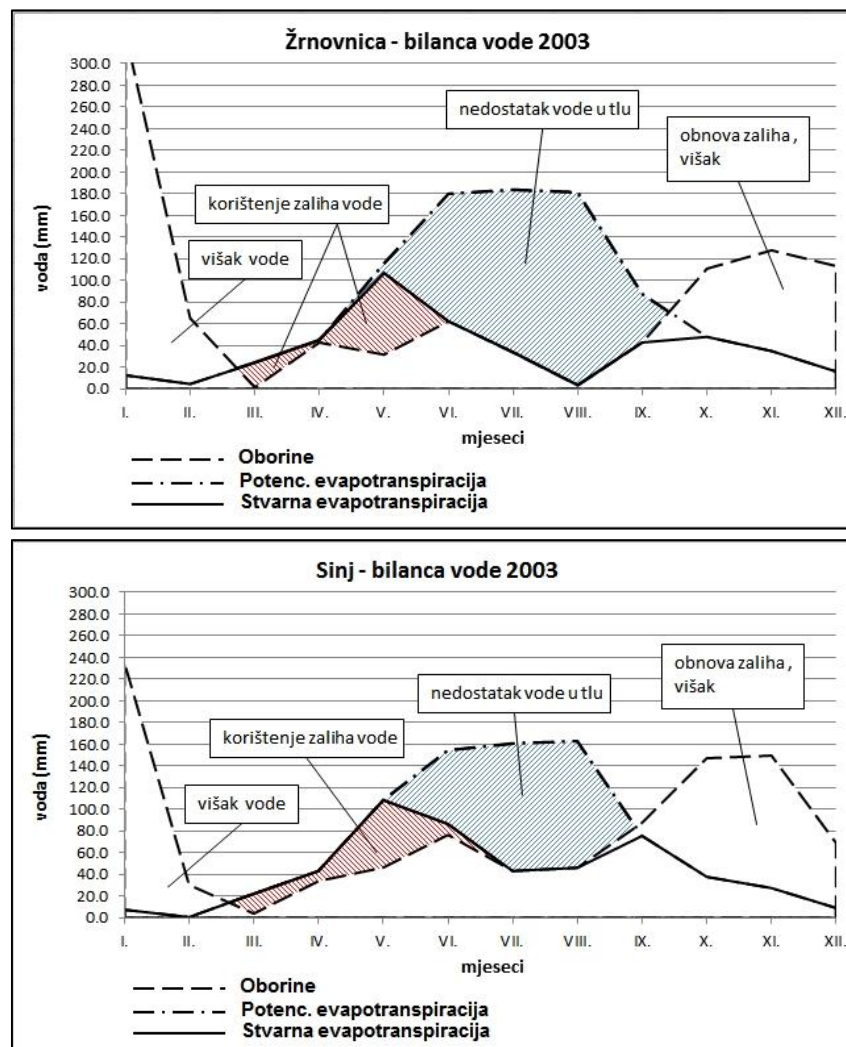 Žrnovnica - bilanca vode 2003
300.0
280.0
260.0
240.0
220.0
200.0
180.0
160.0
140.0
120.0
100.0
80.0
60.0
40.0
20.0
0.0
voda (mm)
nedostatak vode u tlu
obnova zaliha ,
višak
korištenje zaliha vode
višak vode
I. II. III. IV. V. VI. VII. VIII. IX. X. XI. XII.
mjeseci
Oborine
Potenc. evapotranspiracija
Stvarna evapotranspiracija
Sinj - bilanca vode 2003
300.0
280.0
260.0
240.0
220.0
200.0
180.0
160.0
140.0
120.0
100.0
80.0
60.0
40.0
20.0
0.0
voda (mm)
obnova zaliha ,
višak
nedostatak vode u tlu
korištenje zaliha vode
višak vode
I. II. III. IV. V. VI. VII. VIII. IX. X. XI. XII.
mjeseci
Oborine
Potenc. evapotranspiracija
Stvarna evapotranspiracija